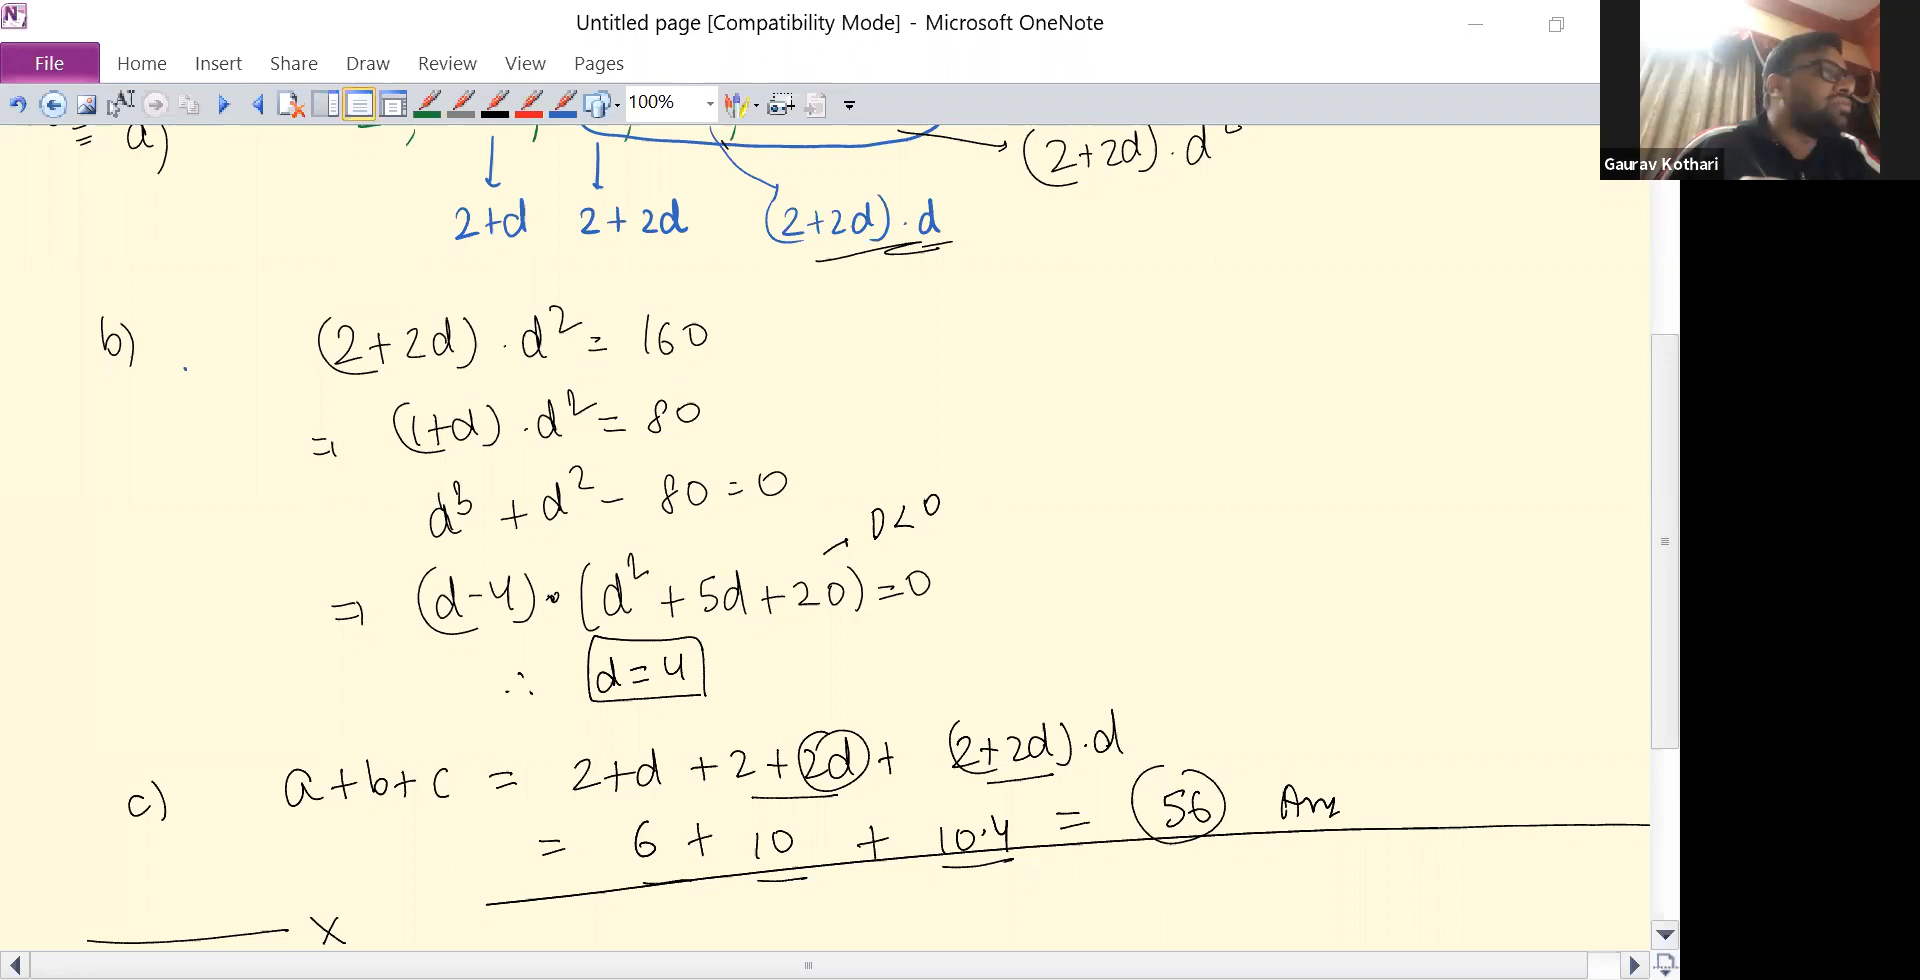 Untitled page [Compatibility Mode] - Microsoft OneNote
File Home Insert Share Draw Review View Pages
100%
Gaurav Kothari
= a)
(2+2d) · d
2+d 2+2d (2+2d) · d
b) (2+2d) · d² = 160
⇒ (1+d) · d² = 80
d³ + d² - 80 = 0
D<0
⇒ (d-4) · (d² + 5d + 20) = 0
∴ d=4
c) a+b+c = 2+d + 2+2d + (2+2d)·d
= 6 + 10 + 10·4 = 56 Ans
X